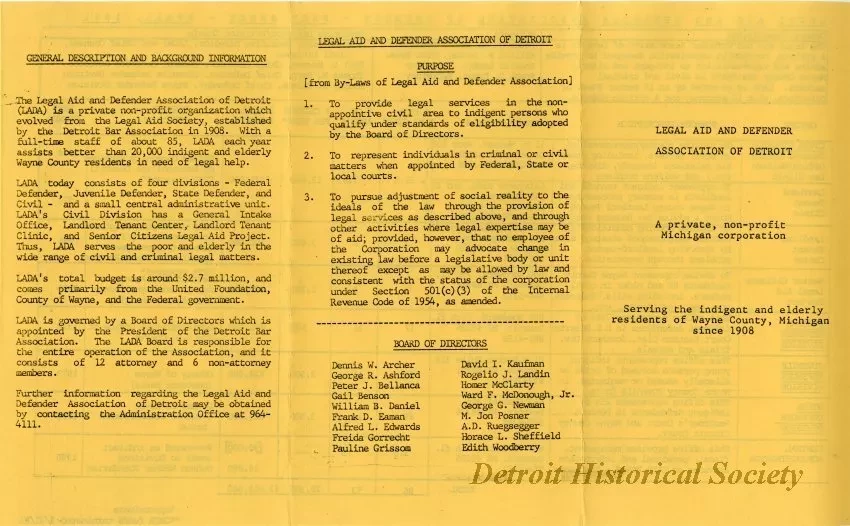 GENERAL DESCRIPTION AND BACKGROUND INFORMATION
The Legal Aid and Defender Association of Detroit
(LADA) is a private non-profit organization which
evolved from the Legal Aid Society, established
by the Detroit Bar Association in 1908. With a
full-time staff of about 85, LADA each year
assists better than 20,000 indigent and elderly
Wayne County residents in need of legal help.
LADA today consists of four divisions - Federal
Defender, Juvenile Defender, State Defender, and
Civil - and a small central administrative unit.
LADA's Civil Division has a General Intake
Office, Landlord Tenant Center, Landlord Tenant
Clinic, and Senior Citizens Legal Aid Project.
Thus, LADA serves the poor and elderly in the
wide range of civil and criminal legal matters.
LADA's total budget is around $2.7 million, and
comes primarily from the United Foundation,
County of Wayne, and the Federal government.
LADA is governed by a Board of Directors which is
appointed by the President of the Detroit Bar
Association. The LADA Board is responsible for
the entire operation of the Association, and it
consists of 12 attorney and 6 non-attorney
members.
Further information regarding the Legal Aid and
Defender Association of Detroit may be obtained
by contacting the Administration Office at 964-
4111.
LEGAL AID AND DEFENDER ASSOCIATION OF DETROIT
PURPOSE
[from By-Laws of Legal Aid and Defender Association]
1. To provide legal services in the non-
appointive civil area to indigent persons who
qualify under standards of eligibility adopted
by the Board of Directors.
2. To represent individuals in criminal or civil
matters when appointed by Federal, State or
local courts.
3. To pursue adjustment of social reality to the
ideals of the law through the provision of
legal services as described above, and through
other activities where legal expertise may be
of aid; provided, however, that no employee of
the Corporation may advocate change in
existing law before a legislative body or unit
thereof except as may be allowed by law and
consistent with the status of the corporation
under Section 501(c)(3) of the Internal
Revenue Code of 1954, as amended.
BOARD OF DIRECTORS
Dennis W. Archer David I. Kaufman
George R. Ashford Rogelio J. Landin
Peter J. Bellanca Homer McClarty
Gail Benson Ward F. McDonough, Jr.
William B. Daniel George G. Newman
Frank D. Eaman M. Jon Posner
Alfred L. Edwards A.D. Ruegsegger
Freida Gorrecht Horace L. Sheffield
Pauline Grissom Edith Woodberry
LEGAL AID AND DEFENDER
ASSOCIATION OF DETROIT
A private, non-profit
Michigan corporation
Serving the indigent and elderly
residents of Wayne County, Michigan
since 1908
Detroit Historical Society